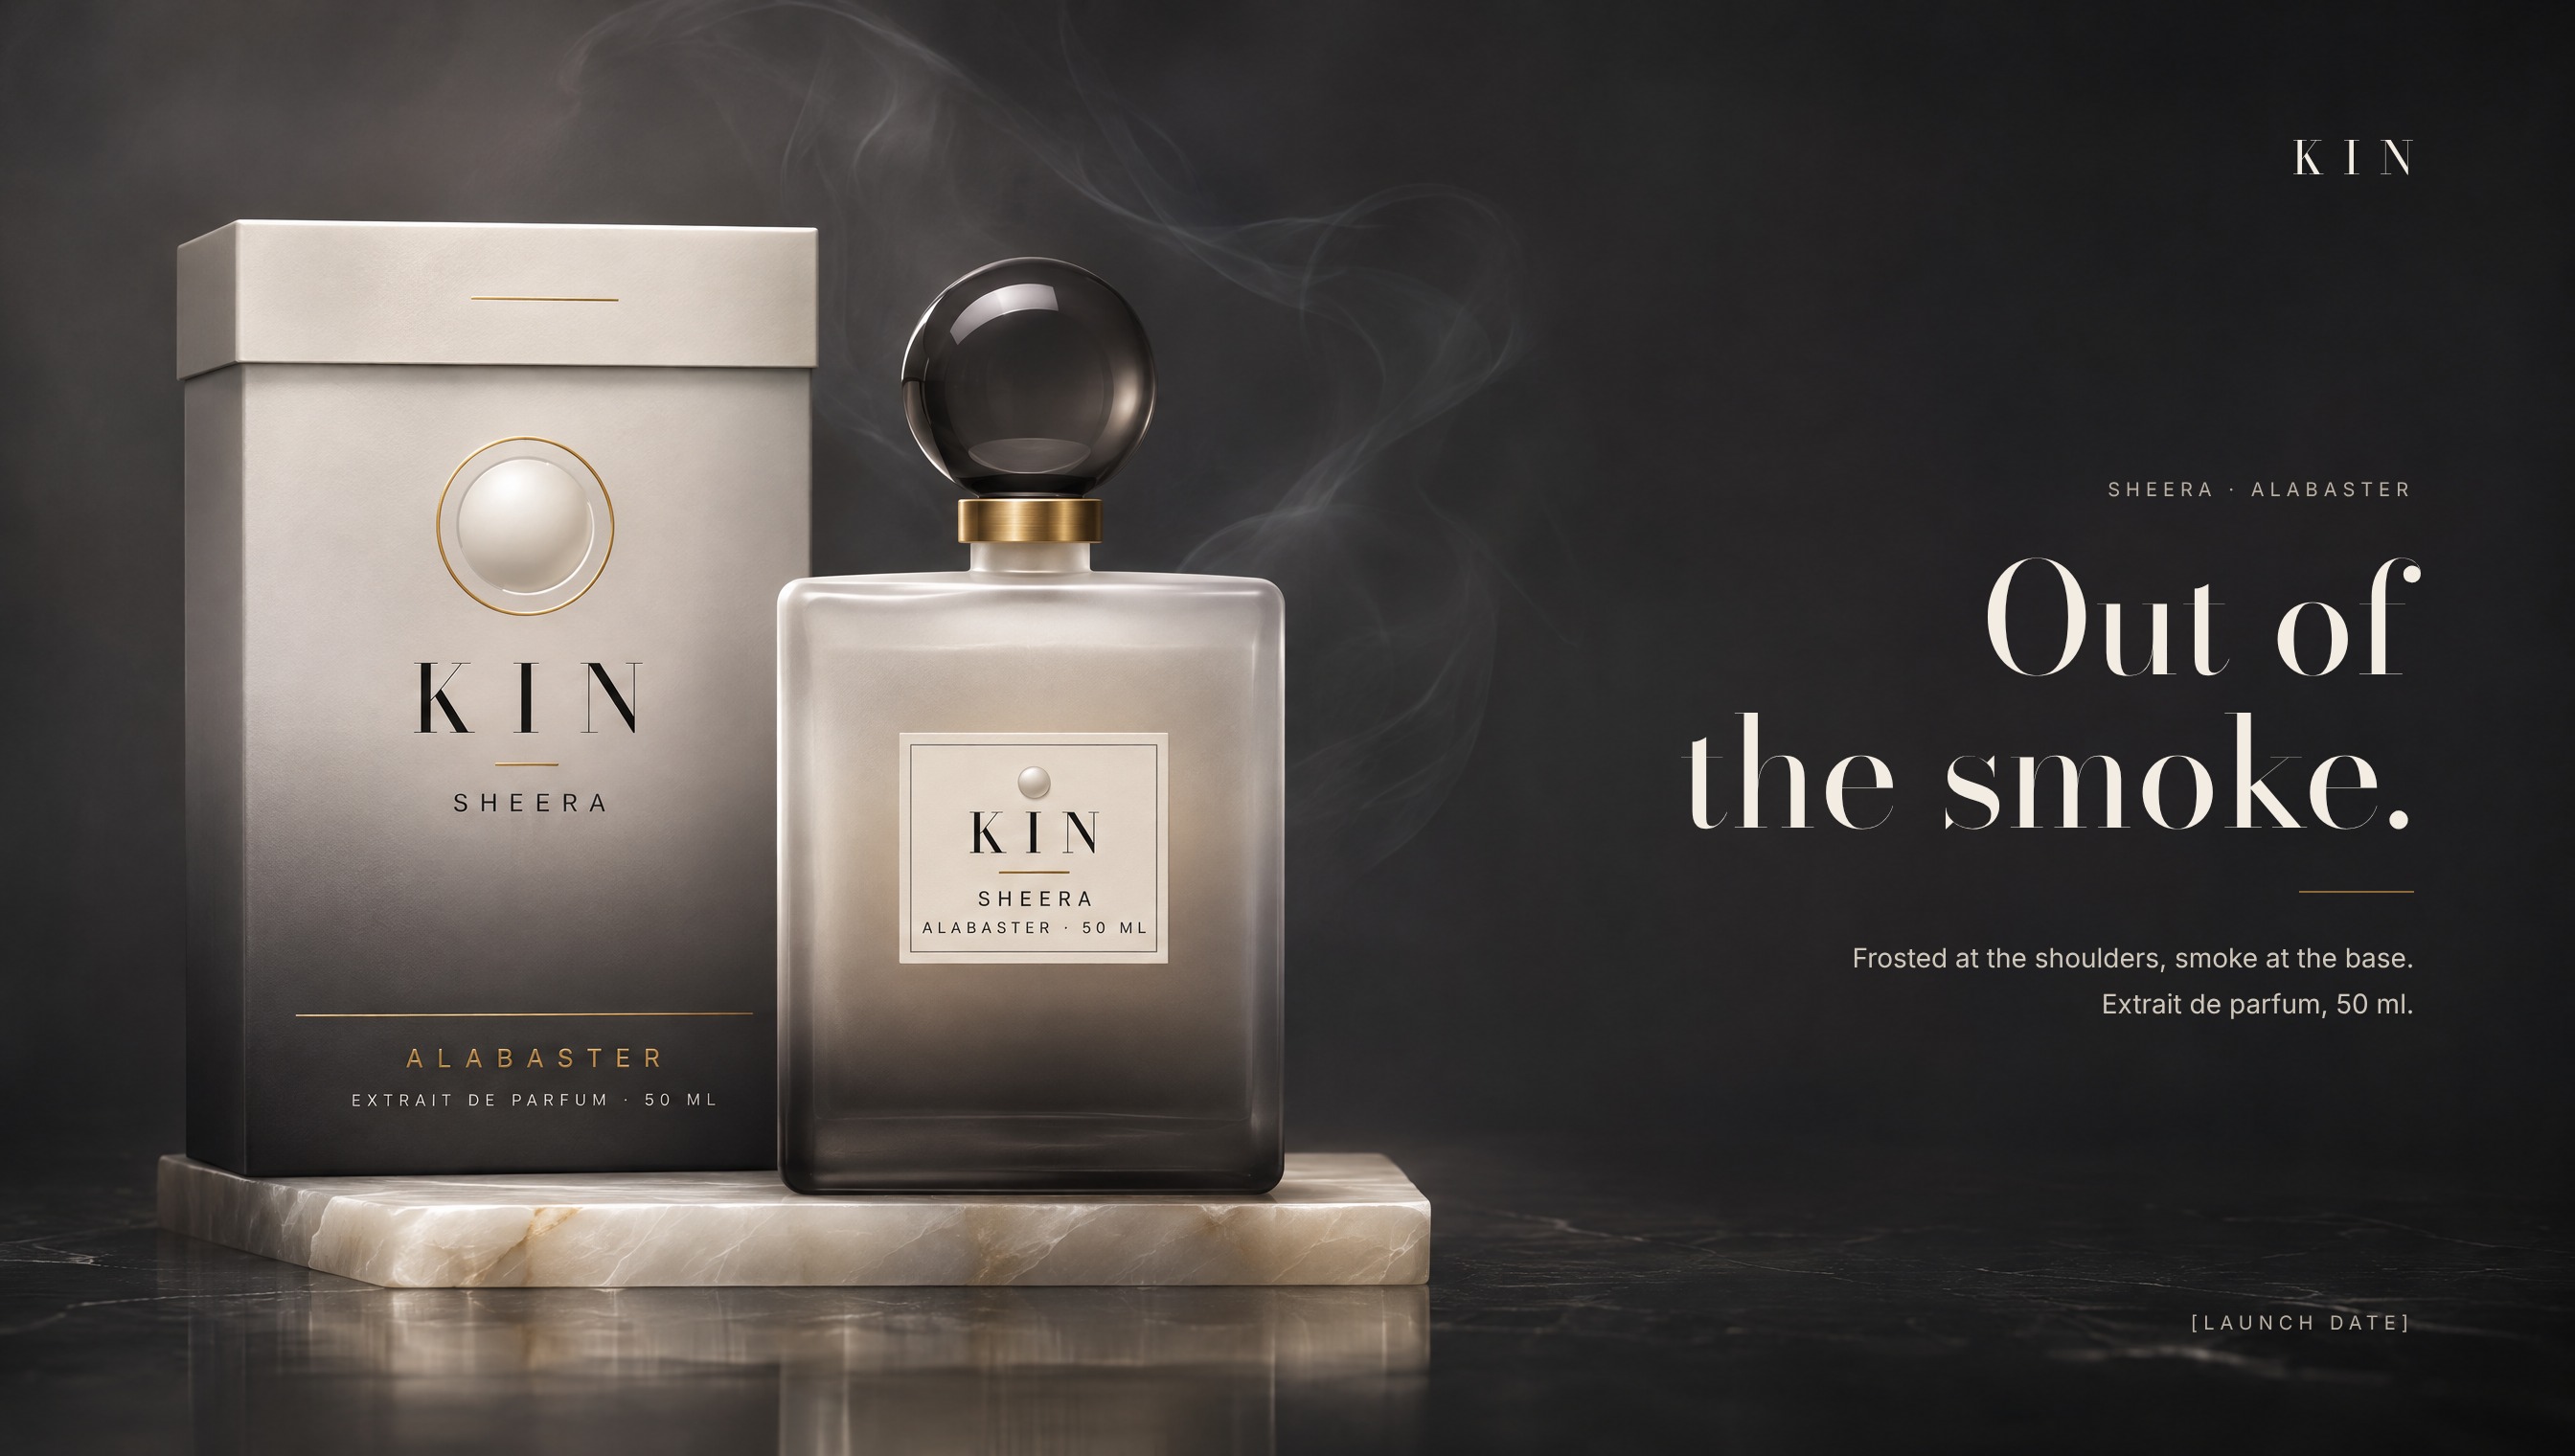 KIN
SHEERA
ALABASTER
EXTRAIT DE PARFUM · 50 ML
KIN
SHEERA
ALABASTER · 50 ML
KIN
SHEERA · ALABASTER
Out of
the smoke.
Frosted at the shoulders, smoke at the base.
Extrait de parfum, 50 ml.
[LAUNCH DATE]